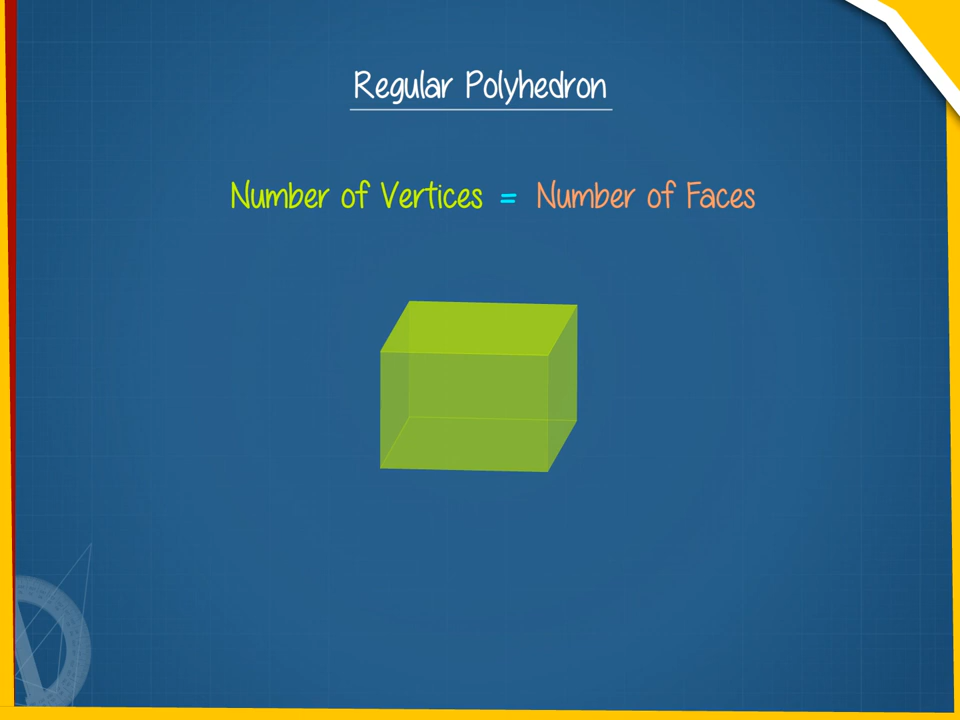 Regular Polyhedron
Number of Vertices = Number of Faces